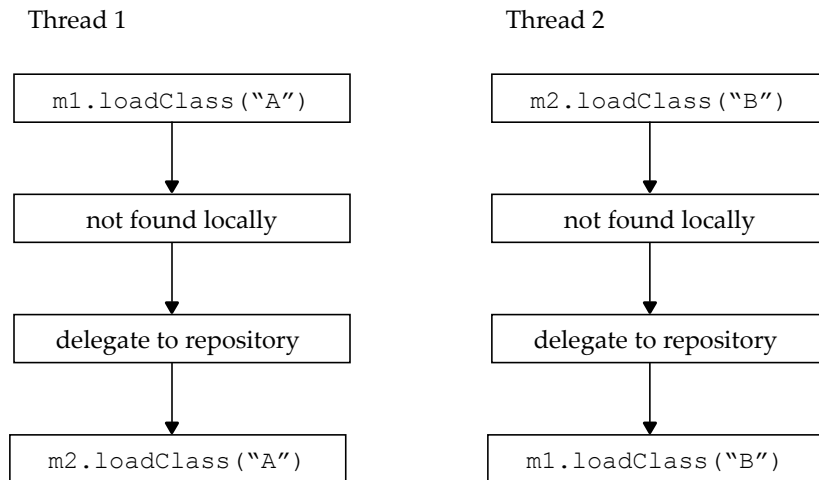 Thread 1
m1.loadClass(“A”)
not found locally
delegate to repository
m2.loadClass(“A”)
Thread 2
m2.loadClass(“B”)
not found locally
delegate to repository
m1.loadClass(“B”)